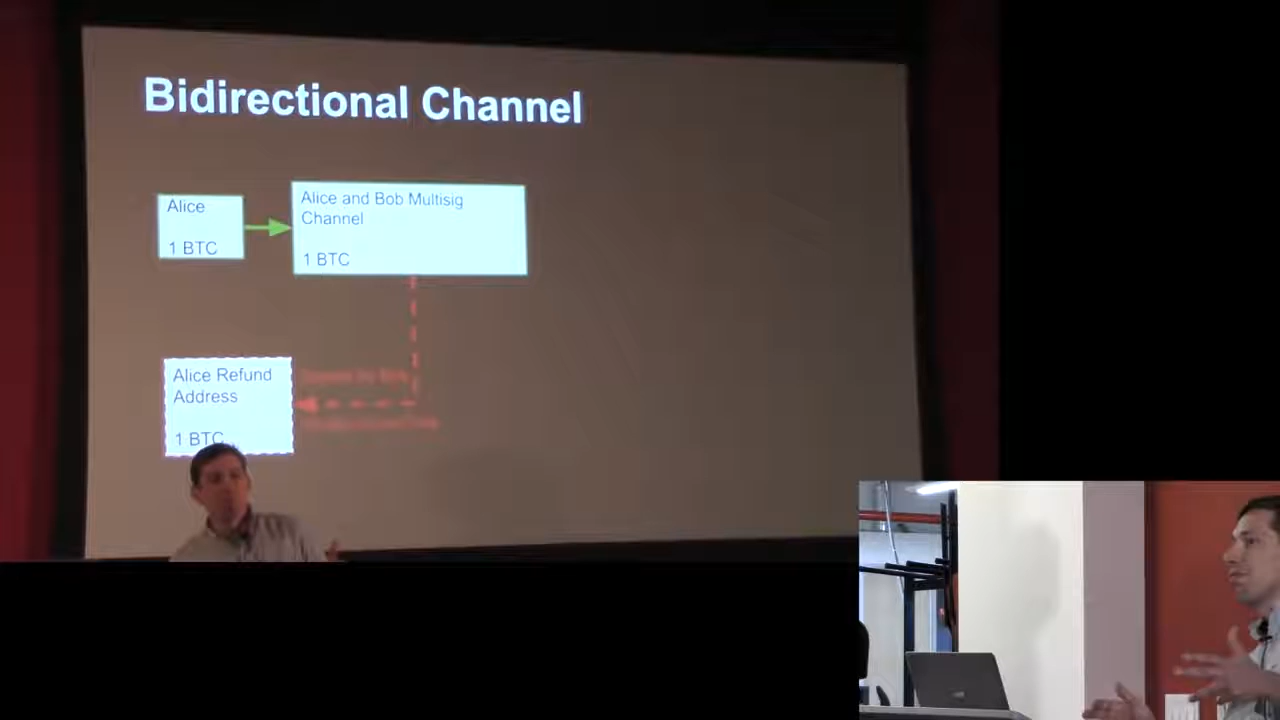 Bidirectional Channel
Alice
1 BTC
Alice and Bob Multisig
Channel
1 BTC
Alice Refund
Address
1 BTC